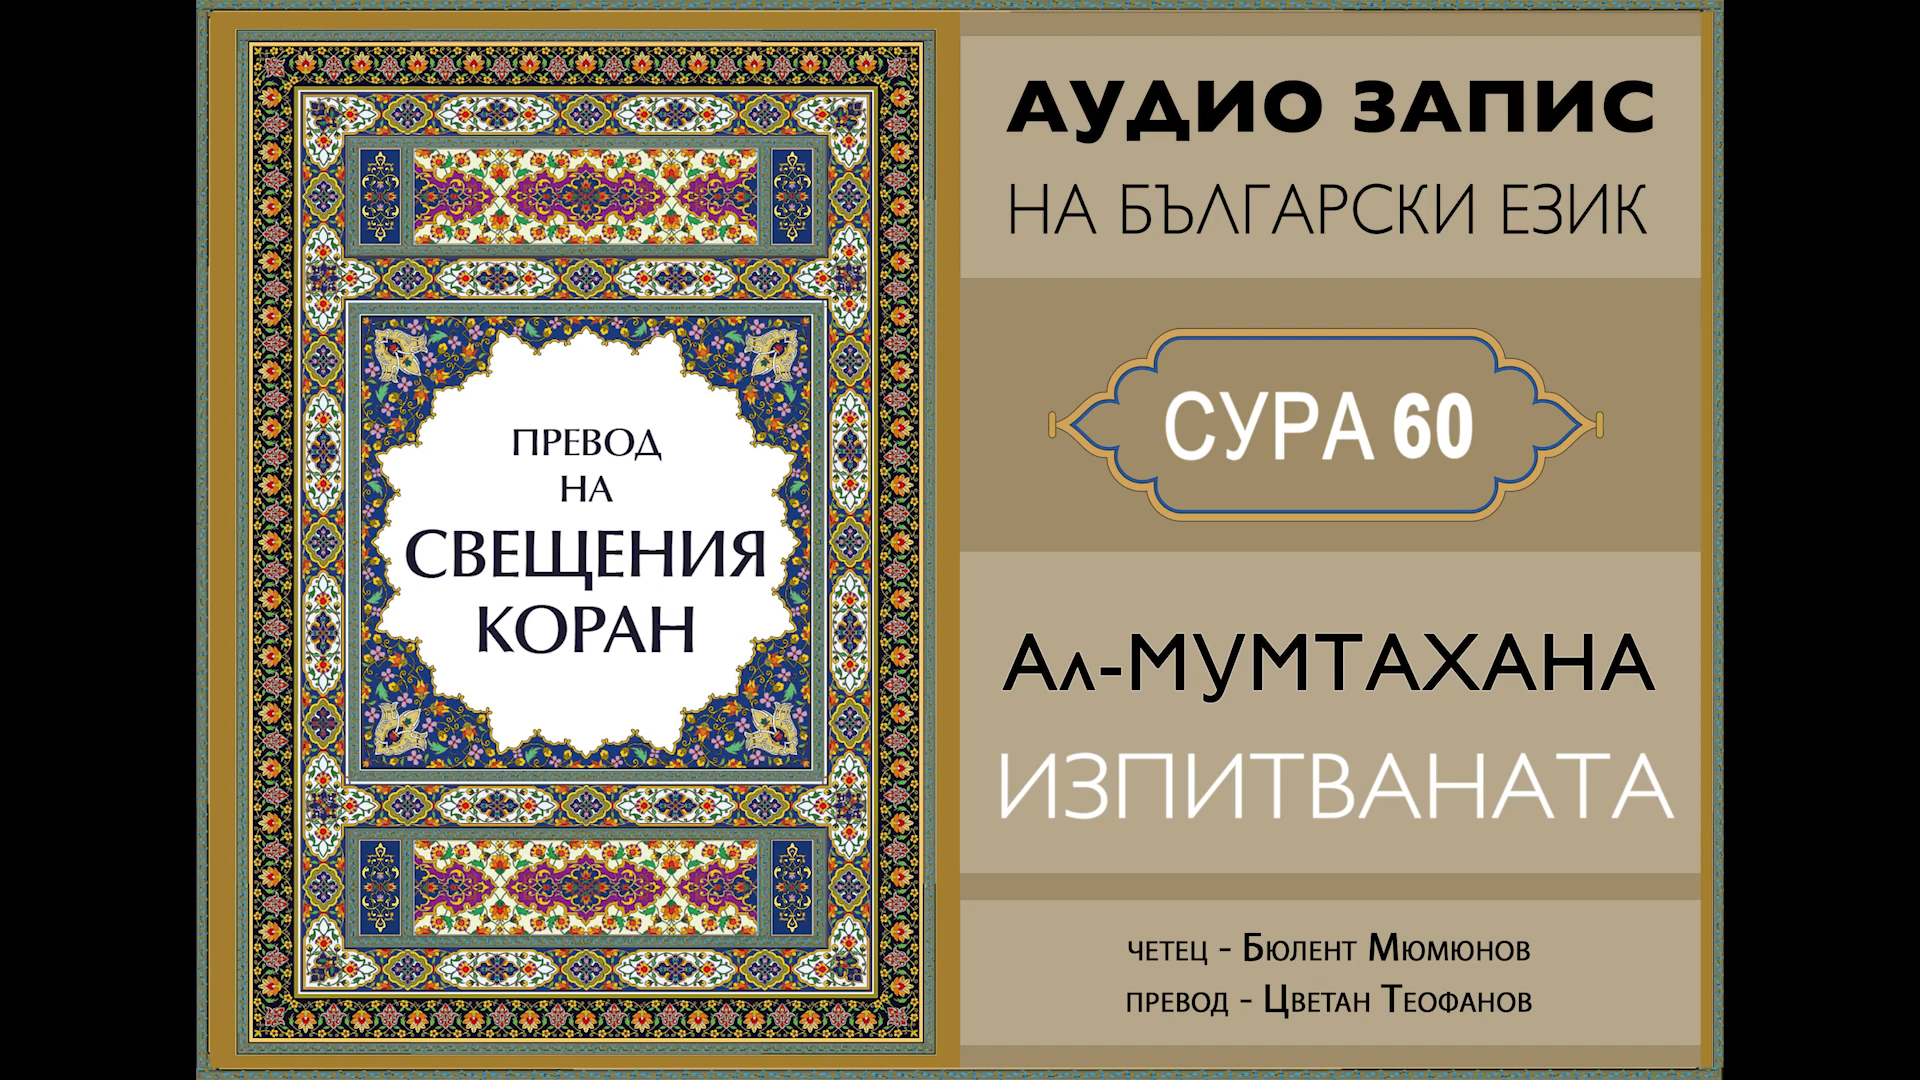 ПРЕВОД
НА
СВЕЩЕНИЯ
КОРАН
АУДИО ЗАПИС
НА БЪЛГАРСКИ ЕЗИК
СУРА 60
Ал-МУМТАХАНА
ИЗПИТВАНАТА
ЧЕТЕЦ - БЮЛЕНТ МЮМЮНОВ
ПРЕВОД - ЦВЕТАН ТЕОФАНОВ